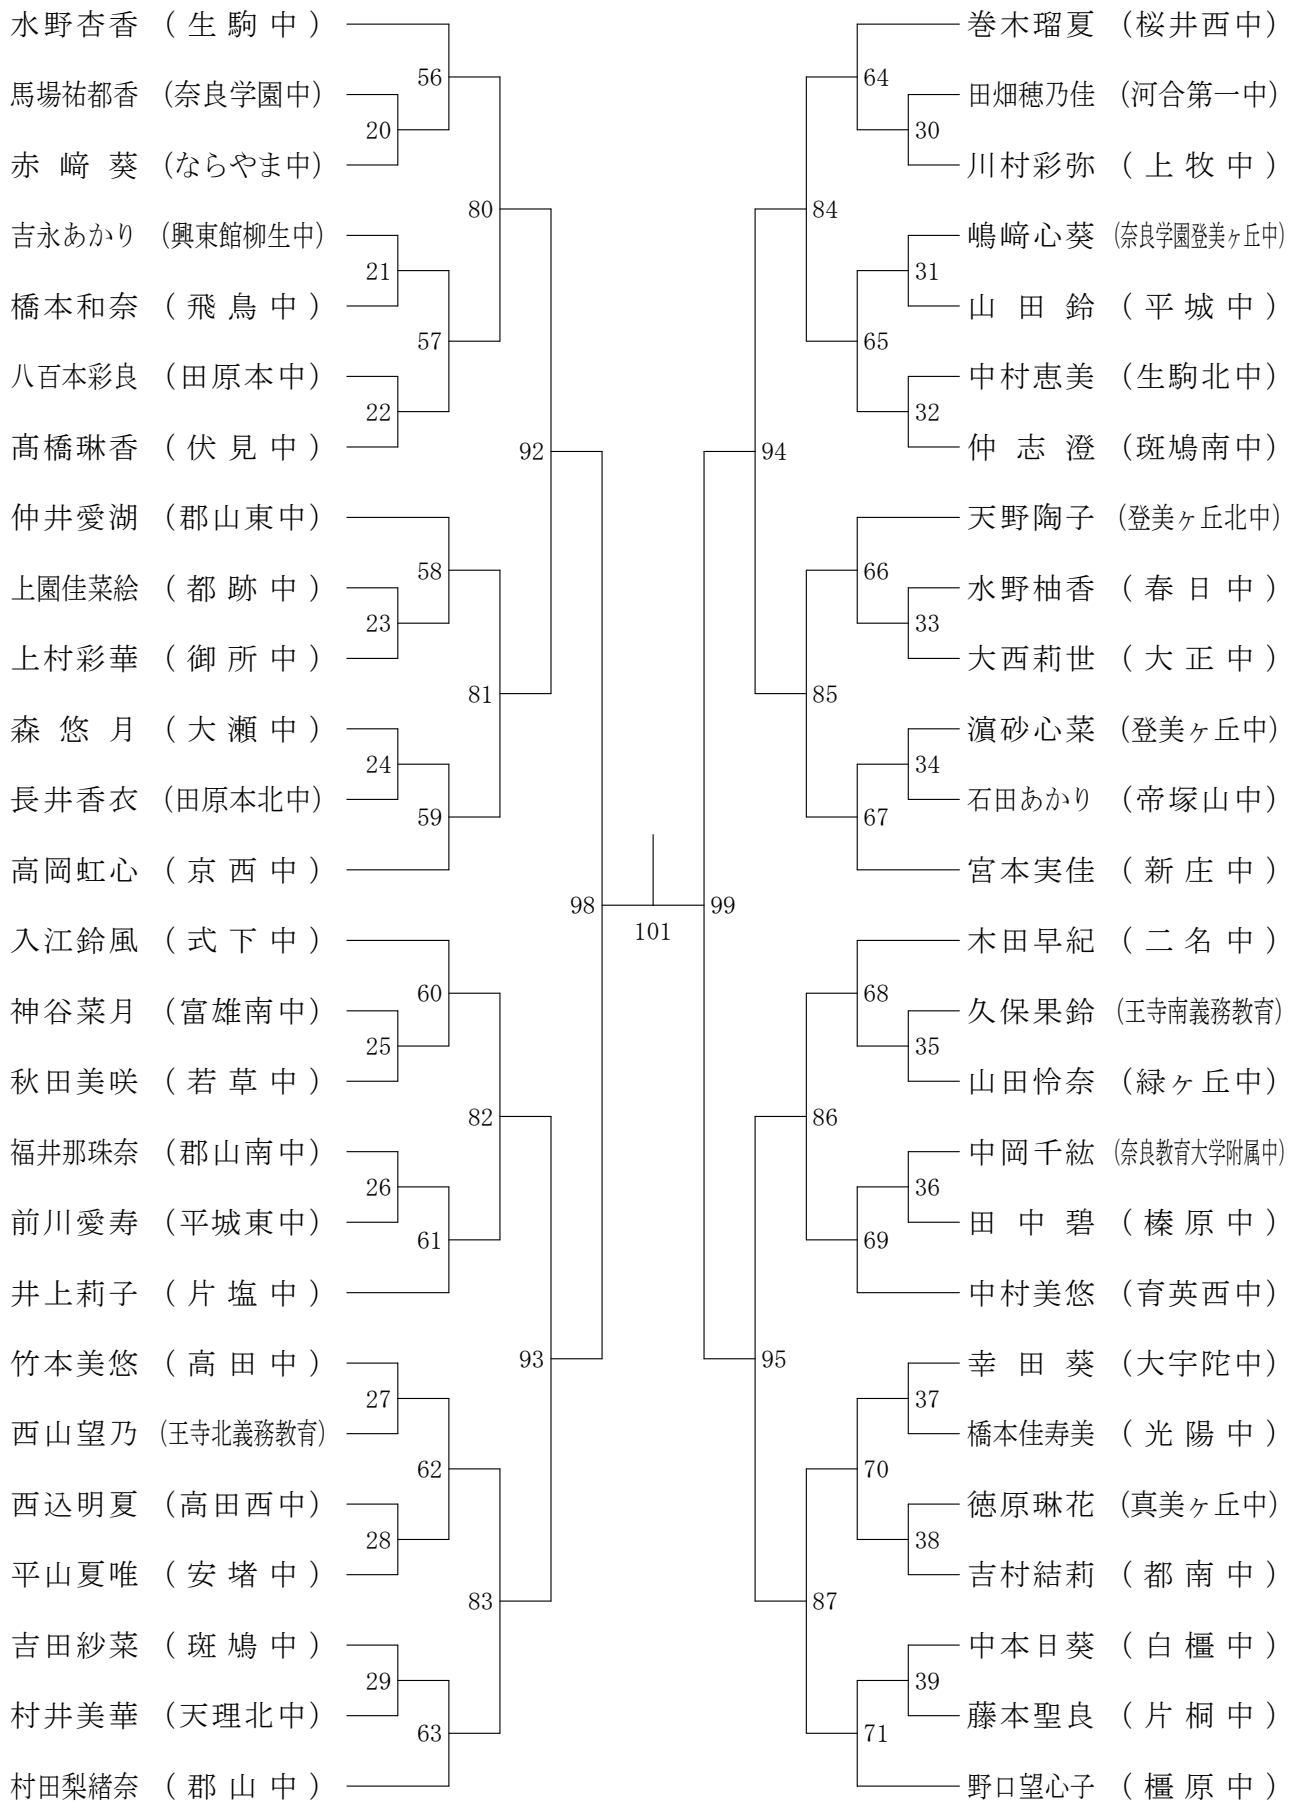 水野杏香 （生駒中）
56
馬場祐都香 （奈良学園中）
20
赤﨑葵 （ならやま中）
80
吉永あかり （興東館柳生中）
21
橋本和奈 （飛鳥中）
57
八百本彩良 （田原本中）
22
髙橋琳香 （伏見中）
92
仲井愛湖 （郡山東中）
58
上園佳菜絵 （都跡中）
23
上村彩華 （御所中）
81
森悠月 （大瀬中）
24
長井香衣 （田原本北中）
59
高岡虹心 （京西中）
98
入江鈴風 （式下中）
60
神谷菜月 （富雄南中）
25
秋田美咲 （若草中）
82
福井那珠奈 （郡山南中）
26
前川愛寿 （平城東中）
61
井上莉子 （片塩中）
93
竹本美悠 （高田中）
27
西山望乃 （王寺北義務教育）
62
西込明夏 （高田西中）
28
平山夏唯 （安堵中）
83
吉田紗菜 （斑鳩中）
29
村井美華 （天理北中）
63
村田梨緒奈 （郡山中）
101
巻木瑠夏 （桜井西中）
64
田畑穂乃佳 （河合第一中）
30
川村彩弥 （上牧中）
84
嶋﨑心葵 （奈良学園登美ヶ丘中）
31
山田鈴 （平城中）
65
中村恵美 （生駒北中）
32
仲志澄 （斑鳩南中）
94
天野陶子 （登美ヶ丘北中）
66
水野柚香 （春日中）
33
大西莉世 （大正中）
85
濵砂心菜 （登美ヶ丘中）
34
石田あかり （帝塚山中）
67
宮本実佳 （新庄中）
99
木田早紀 （二名中）
68
久保果鈴 （王寺南義務教育）
35
山田怜奈 （緑ヶ丘中）
86
中岡千紘 （奈良教育大学附属中）
36
田中碧 （榛原中）
69
中村美悠 （育英西中）
95
幸田葵 （大宇陀中）
37
橋本佳寿美 （光陽中）
70
徳原琳花 （真美ヶ丘中）
38
吉村結莉 （都南中）
87
中本日葵 （白橿中）
39
藤本聖良 （片桐中）
71
野口望心子 （橿原中）